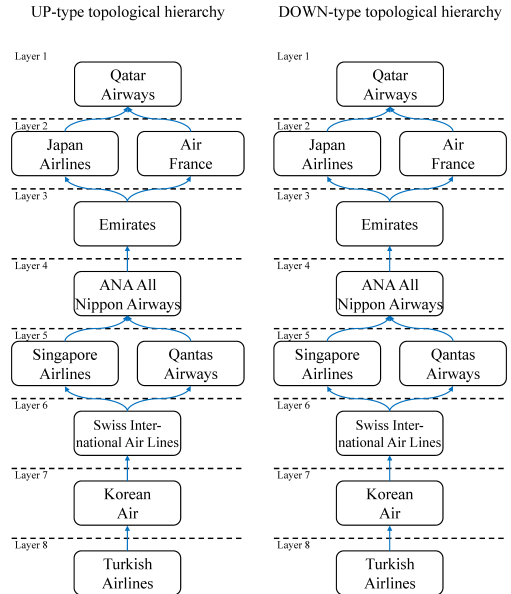 UP-type topological hierarchy
Layer 1
Qatar
Airways
Layer 2
Japan
Airlines
Air
France
Layer 3
Emirates
Layer 4
ANA All
Nippon Airways
Layer 5
Singapore
Airlines
Qantas
Airways
Layer 6
Swiss Inter-
national Air Lines
Layer 7
Korean
Air
Layer 8
Turkish
Airlines
DOWN-type topological hierarchy
Layer 1
Qatar
Airways
Layer 2
Japan
Airlines
Air
France
Layer 3
Emirates
Layer 4
ANA All
Nippon Airways
Layer 5
Singapore
Airlines
Qantas
Airways
Layer 6
Swiss Inter-
national Air Lines
Layer 7
Korean
Air
Layer 8
Turkish
Airlines